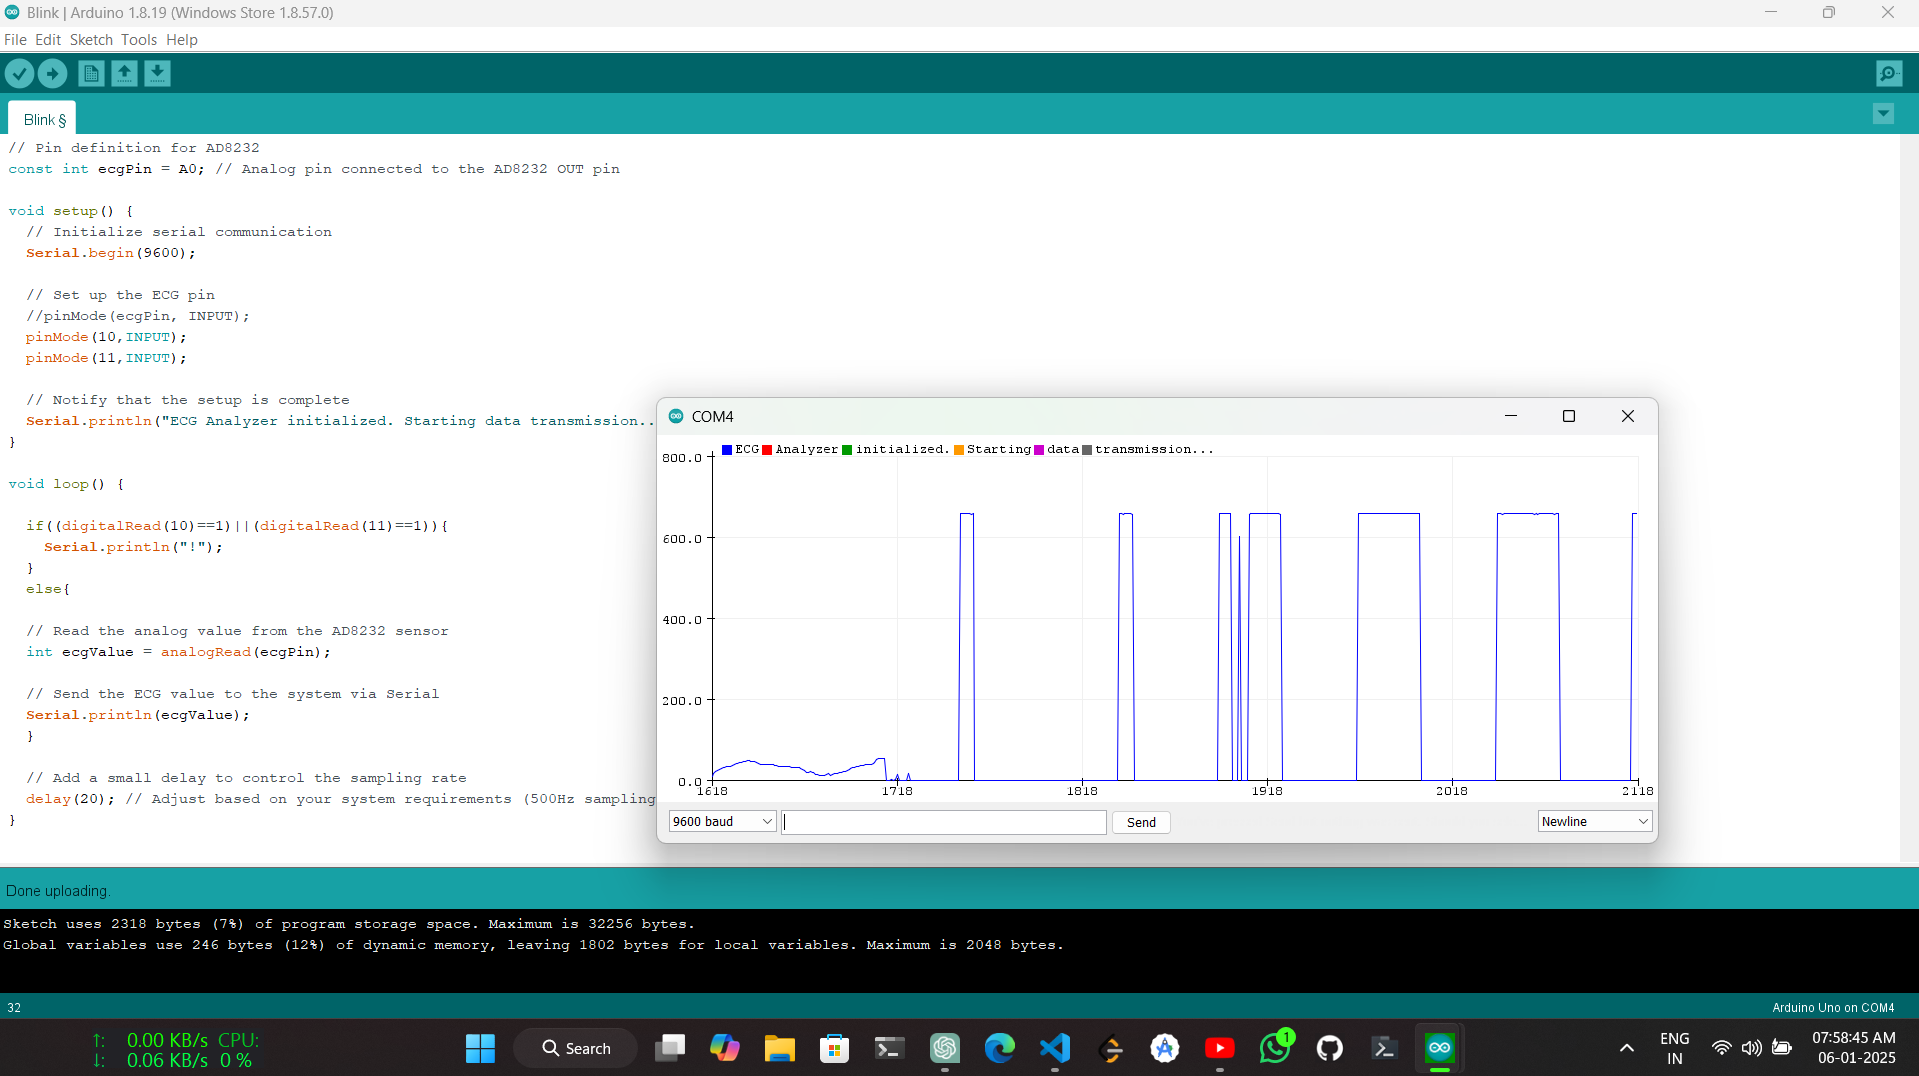 Blink | Arduino 1.8.19 (Windows Store 1.8.57.0)
File Edit Sketch Tools Help
Blink §
// Pin definition for AD8232
const int ecgPin = A0; // Analog pin connected to the AD8232 OUT pin
void setup() {
// Initialize serial communication
Serial.begin(9600);
// Set up the ECG pin
//pinMode(ecgPin, INPUT);
pinMode(10,INPUT);
pinMode(11,INPUT);
// Notify that the setup is complete
Serial.println("ECG Analyzer initialized. Starting data transmission..
}
void loop() {
if((digitalRead(10)==1)||(digitalRead(11)==1)){
Serial.println("!");
}
else{
// Read the analog value from the AD8232 sensor
int ecgValue = analogRead(ecgPin);
// Send the ECG value to the system via Serial
Serial.println(ecgValue);
}
// Add a small delay to control the sampling rate
delay(20); // Adjust based on your system requirements (500Hz sampling
}
COM4
ECG Analyzer initialized. Starting data transmission...
800.0
600.0
400.0
200.0
0.0
1618 1718 1818 1918 2018 2118
9600 baud Send Newline
Done uploading.
Sketch uses 2318 bytes (7%) of program storage space. Maximum is 32256 bytes.
Global variables use 246 bytes (12%) of dynamic memory, leaving 1802 bytes for local variables. Maximum is 2048 bytes.
32 Arduino Uno on COM4
↑: 0.00 KB/s CPU:
↓: 0.06 KB/s 0 %
Search
1
ENG
IN
07:58:45 AM
06-01-2025